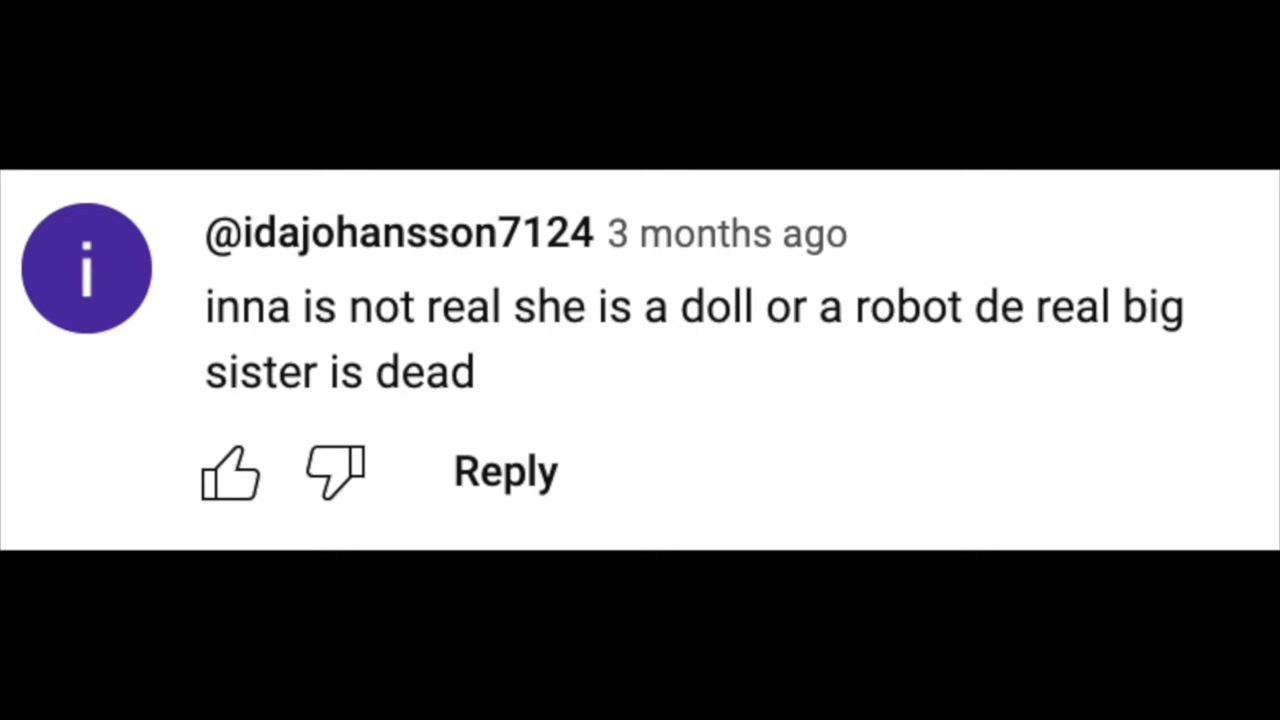 i
@idajohansson7124 3 months ago
inna is not real she is a doll or a robot de real big
sister is dead
Reply